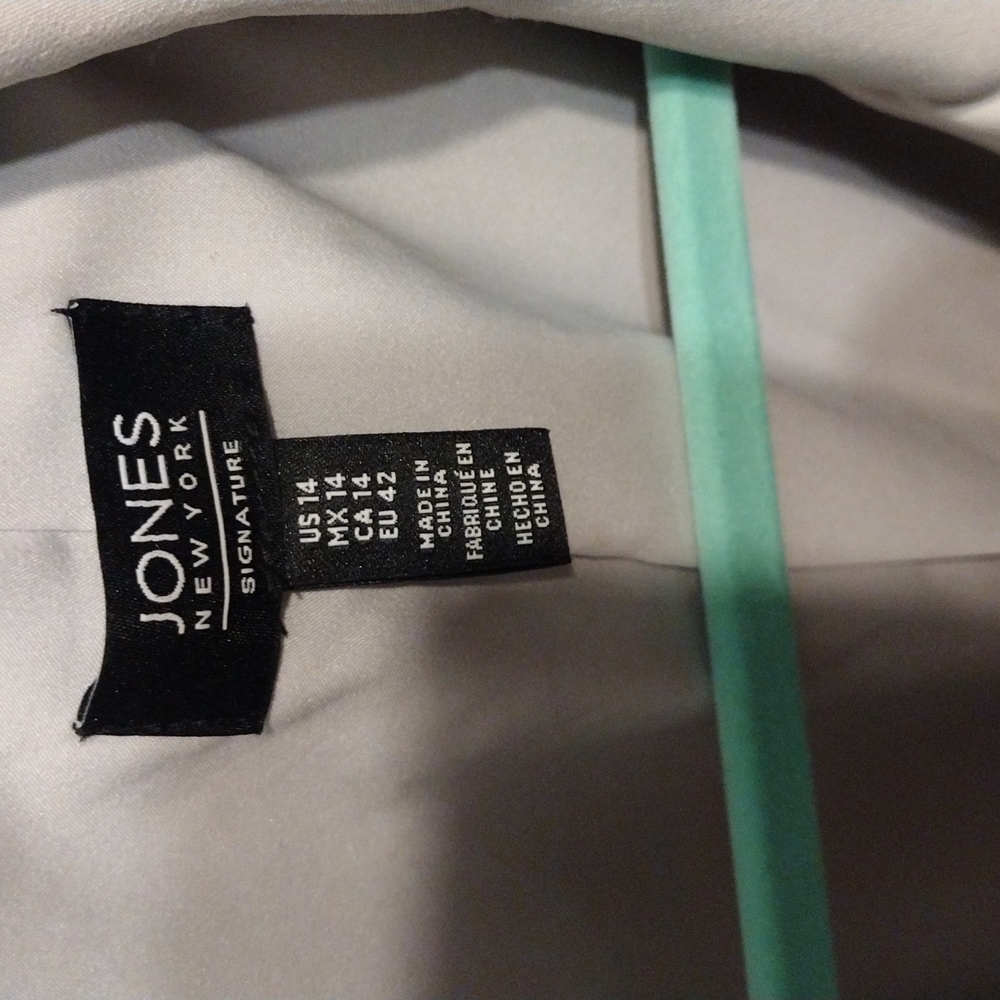 JONES
NEW YORK
SIGNATURE
US 14
MX 14
CA 14
EU 42
MADE IN
CHINA
FABRIQUÉ EN
CHINE
HECHO EN
CHINA